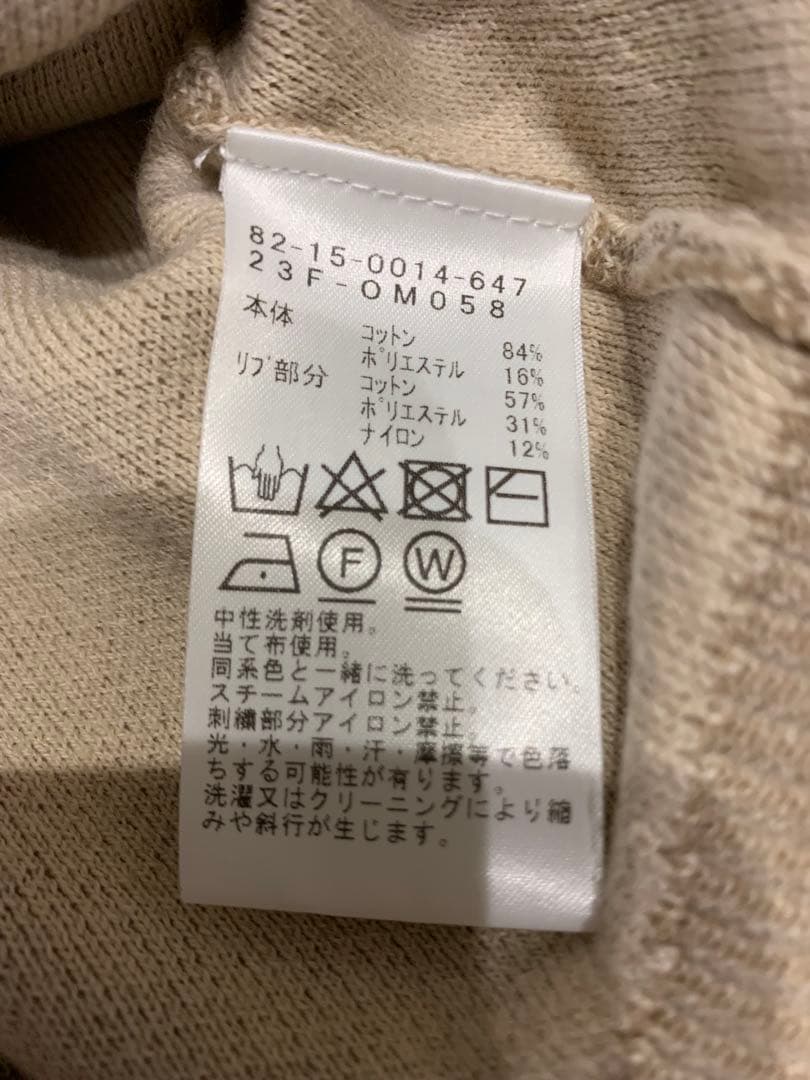 82-15-0014-647
23F-OM058
本体 コットン 84%
ポリエステル 16%
リブ部分 コットン 57%
ポリエステル 31%
ナイロン 12%
F W
中性洗剤使用。
当て布使用。
同系色と一緒に洗ってください。
スチームアイロン禁止。
刺繍部分アイロン禁止。
光・水・雨・汗・摩擦等で色落
ちする可能性が有ります。
洗濯又はクリーニングにより縮
みや斜行が生じます。